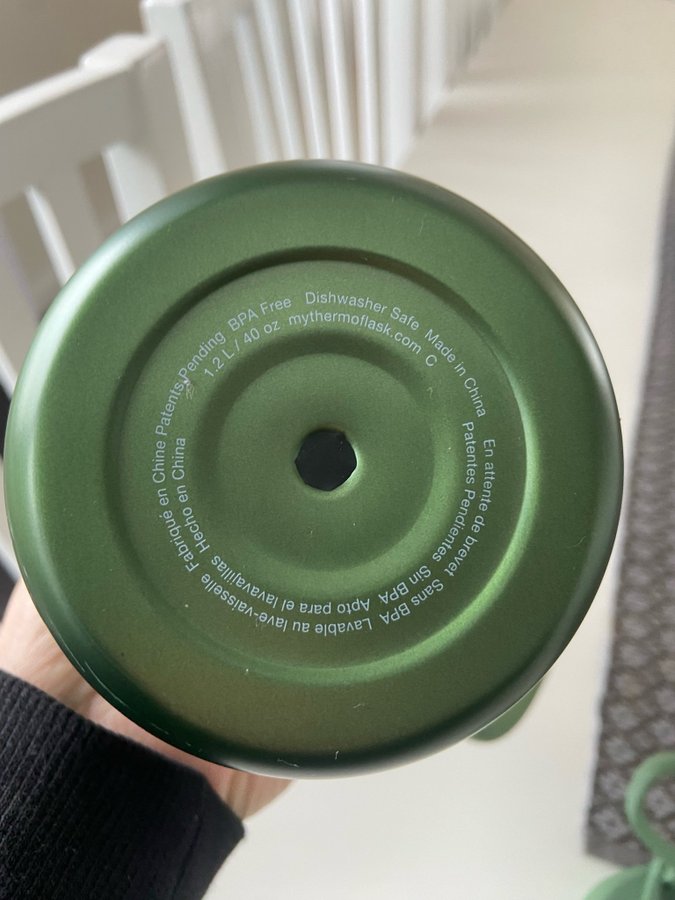 Patents Pending BPA Free Dishwasher Safe Made in China
En attente de brevet Sans BPA Lavable au lave-vaisselle Fabriqué en Chine
1.2 L / 40 oz mythermoflask.com C
Patentes Pendientes Sin BPA Apto para el lavavajillas Hecho en China